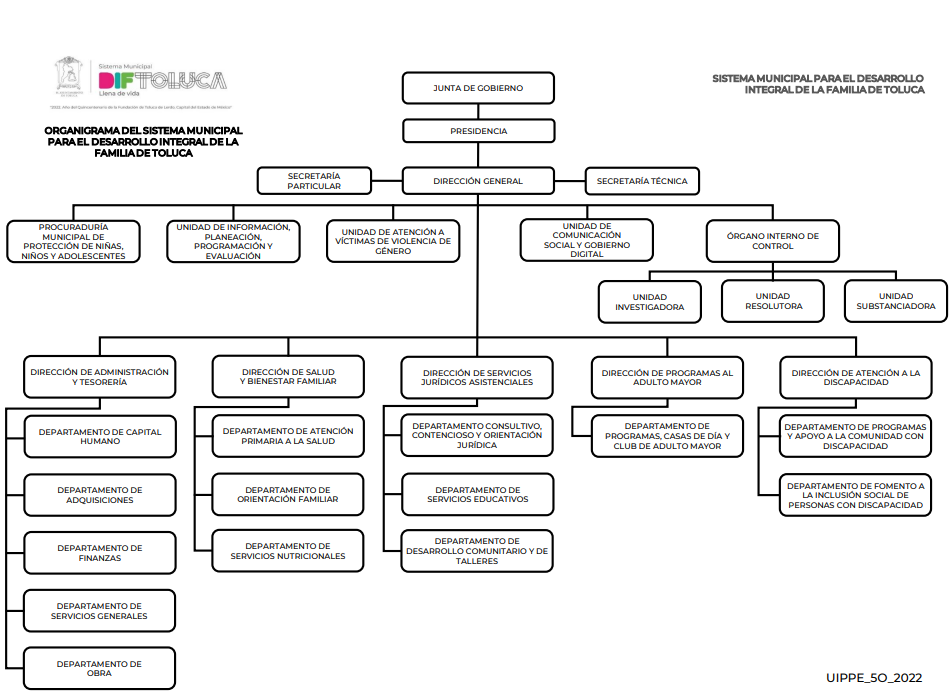 Sistema Municipal
DIFTOLUCA
Llena de vida
ORGANIGRAMA DEL SISTEMA MUNICIPAL
PARA EL DESARROLLO INTEGRAL DE LA
FAMILIA DE TOLUCA
SISTEMA MUNICIPAL PARA EL DESARROLLO
INTEGRAL DE LA FAMILIA DE TOLUCA
JUNTA DE GOBIERNO
PRESIDENCIA
SECRETARÍA
PARTICULAR
DIRECCIÓN GENERAL
SECRETARÍA TÉCNICA
PROCURADURÍA
MUNICIPAL DE
PROTECCIÓN DE NIÑAS,
NIÑOS Y ADOLESCENTES
UNIDAD DE INFORMACIÓN,
PLANEACIÓN,
PROGRAMACIÓN Y
EVALUACIÓN
UNIDAD DE ATENCIÓN A
VÍCTIMAS DE VIOLENCIA DE
GÉNERO
UNIDAD DE
COMUNICACIÓN
SOCIAL Y GOBIERNO
DIGITAL
ÓRGANO INTERNO DE
CONTROL
UNIDAD
INVESTIGADORA
UNIDAD
RESOLUTORA
UNIDAD
SUBSTANCIADORA
DIRECCIÓN DE ADMINISTRACIÓN
Y TESORERÍA
DEPARTAMENTO DE CAPITAL
HUMANO
DEPARTAMENTO DE
ADQUISICIONES
DEPARTAMENTO DE
FINANZAS
DEPARTAMENTO DE
SERVICIOS GENERALES
DEPARTAMENTO DE
OBRA
DIRECCIÓN DE SALUD
Y BIENESTAR FAMILIAR
DEPARTAMENTO DE ATENCIÓN
PRIMARIA A LA SALUD
DEPARTAMENTO DE
ORIENTACIÓN FAMILIAR
DEPARTAMENTO DE
SERVICIOS NUTRICIONALES
DIRECCIÓN DE SERVICIOS
JURÍDICOS ASISTENCIALES
DEPARTAMENTO CONSULTIVO,
CONTENCIOSO Y ORIENTACIÓN
JURÍDICA
DEPARTAMENTO DE
SERVICIOS EDUCATIVOS
DEPARTAMENTO DE
DESARROLLO COMUNITARIO Y DE
TALLERES
DIRECCIÓN DE PROGRAMAS AL
ADULTO MAYOR
DEPARTAMENTO DE
PROGRAMAS, CASAS DE DÍA Y
CLUB DE ADULTO MAYOR
DIRECCIÓN DE ATENCIÓN A LA
DISCAPACIDAD
DEPARTAMENTO DE PROGRAMAS
Y APOYO A LA COMUNIDAD CON
DISCAPACIDAD
DEPARTAMENTO DE FOMENTO A
LA INCLUSIÓN SOCIAL DE
PERSONAS CON DISCAPACIDAD
UIPPE_5O_2022